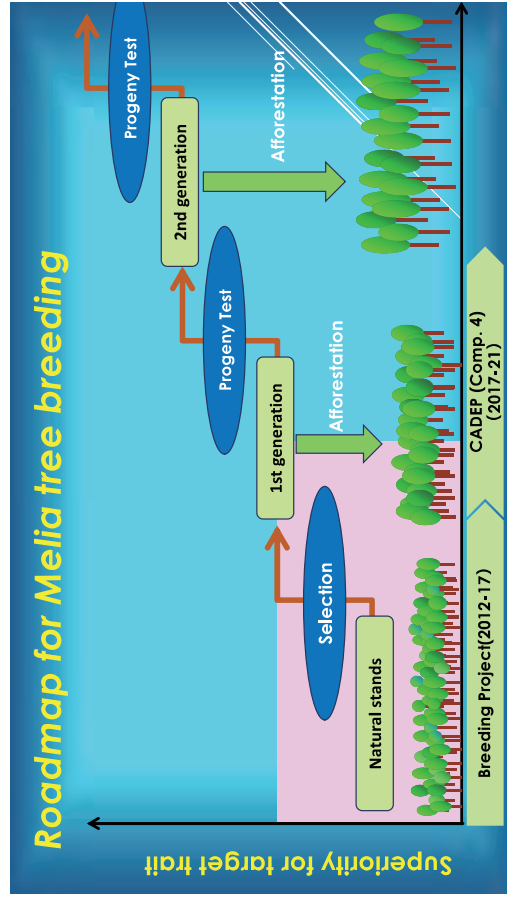 Roadmap for Melia tree breeding
Superiority for target trait
Natural stands
Selection
1st generation
Afforestation
Progeny Test
2nd generation
Afforestation
Progeny Test
Breeding Project(2012-17)
CADEP (Comp. 4)
(2017-21)